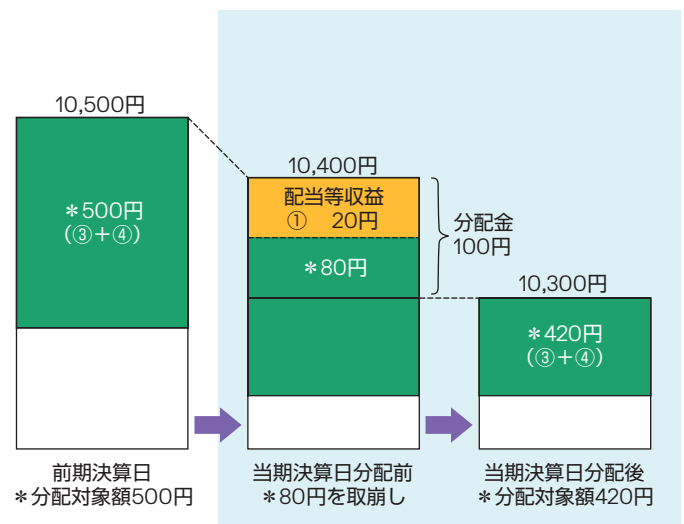 10,500円
＊500円
(③＋④)
10,400円
配当等収益
① 20円
＊80円
分配金
100円
10,300円
＊420円
(③＋④)
前期決算日
＊分配対象額500円
当期決算日分配前
＊80円を取崩し
当期決算日分配後
＊分配対象額420円